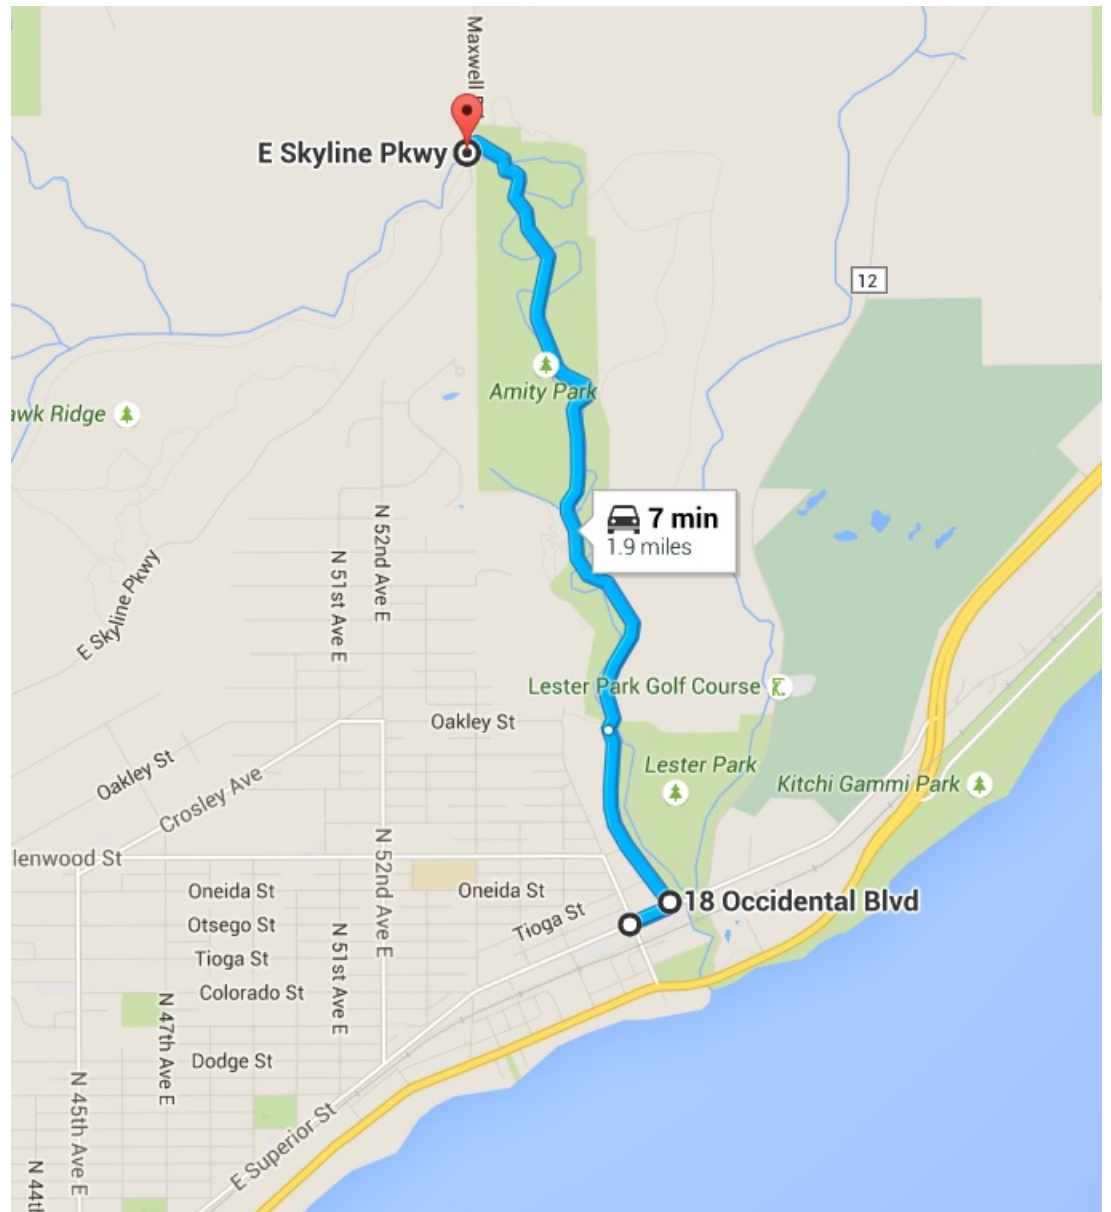 Maxwell
E Skyline Pkwy
12
Amity Park
awk Ridge
7 min
1.9 miles
N 52nd Ave E
N 51st Ave E
E Skyline Pkwy
Lester Park Golf Course
Oakley St
Oakley St
Lester Park
Kitchi Gammi Park
Crosley Ave
lenwood St
N 52nd Ave E
Oneida St
Oneida St
18 Occidental Blvd
Otsego St
Tioga St
Tioga St
N 51st Ave E
Colorado St
N 47th Ave E
Dodge St
N 45th Ave E
E Superior St
N 44t